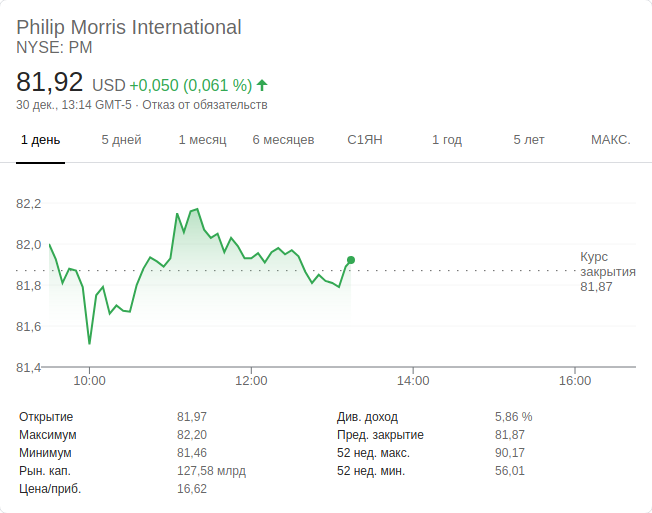 Philip Morris International
NYSE: PM
81,92 USD +0,050 (0,061 %)
30 дек., 13:14 GMT-5 · Отказ от обязательств
1 день 5 дней 1 месяц 6 месяцев С1ЯН 1 год 5 лет МАКС.
82,2
82,0
81,8
81,6
81,4
Курс
закрытия
81,87
10:00 12:00 14:00 16:00
Открытие 81,97 Див. доход 5,86 %
Максимум 82,20 Пред. закрытие 81,87
Минимум 81,46 52 нед. макс. 90,17
Рын. кап. 127,58 млрд 52 нед. мин. 56,01
Цена/приб. 16,62